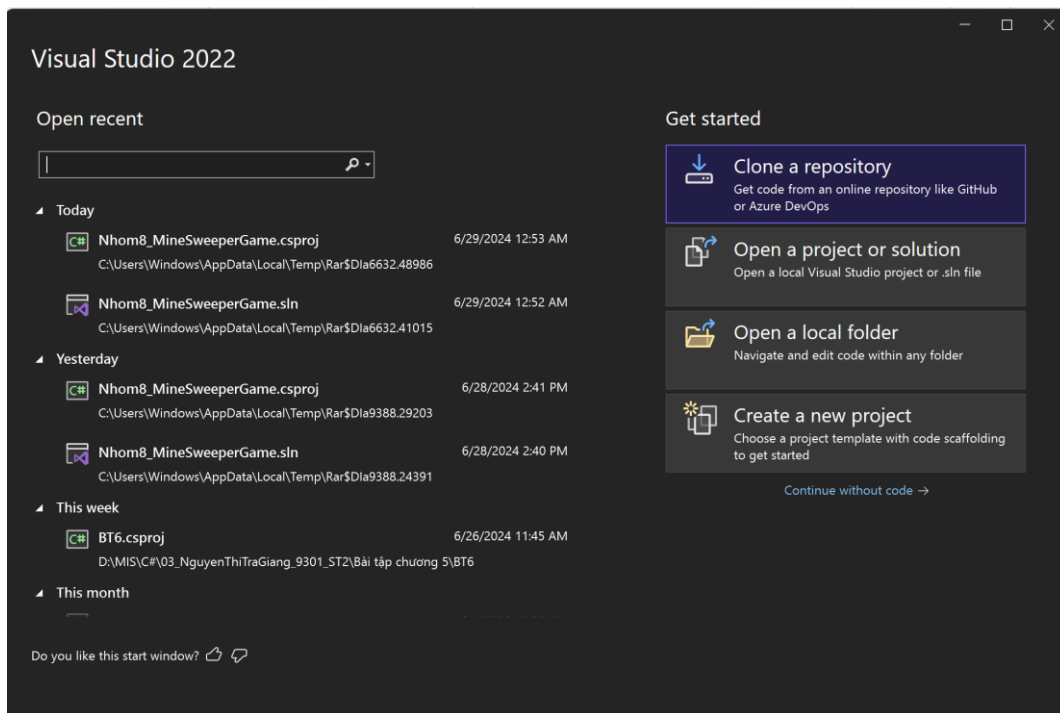 Visual Studio 2022
Open recent
Today
C# Nhom8_MineSweeperGame.csproj 6/29/2024 12:53 AM
C:\Users\Windows\AppData\Local\Temp\Rar$DIa6632.48986
Nhom8_MineSweeperGame.sln 6/29/2024 12:52 AM
C:\Users\Windows\AppData\Local\Temp\Rar$DIa6632.41015
Yesterday
C# Nhom8_MineSweeperGame.csproj 6/28/2024 2:41 PM
C:\Users\Windows\AppData\Local\Temp\Rar$DIa9388.29203
Nhom8_MineSweeperGame.sln 6/28/2024 2:40 PM
C:\Users\Windows\AppData\Local\Temp\Rar$DIa9388.24391
This week
C# BT6.csproj 6/26/2024 11:45 AM
D:\MIS\C#\03_NguyenThiTraGiang_9301_ST2\Bài tập chương 5\BT6
This month
Do you like this start window?
Get started
Clone a repository
Get code from an online repository like GitHub
or Azure DevOps
Open a project or solution
Open a local Visual Studio project or .sln file
Open a local folder
Navigate and edit code within any folder
Create a new project
Choose a project template with code scaffolding
to get started
Continue without code →